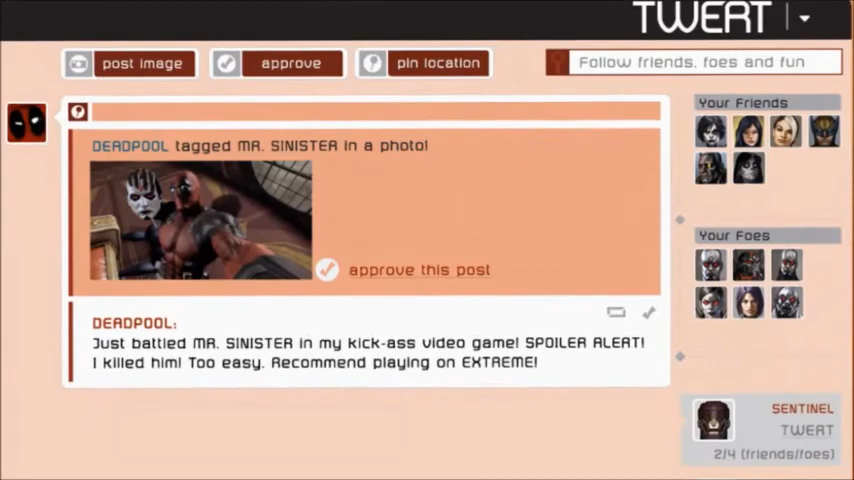 TWERT
post image
approve
pin location
Follow friends, foes and fun
Your Friends
DEADPOOL tagged MR. SINISTER in a photo!
Your Foes
approve this post
DEADPOOL:
Just battled MR. SINISTER in my kick-ass video game! SPOILER ALERT!
I killed him! Too easy. Recommend playing on EXTREME!
SENTINEL
TWERT
2/4 (friends/foes)